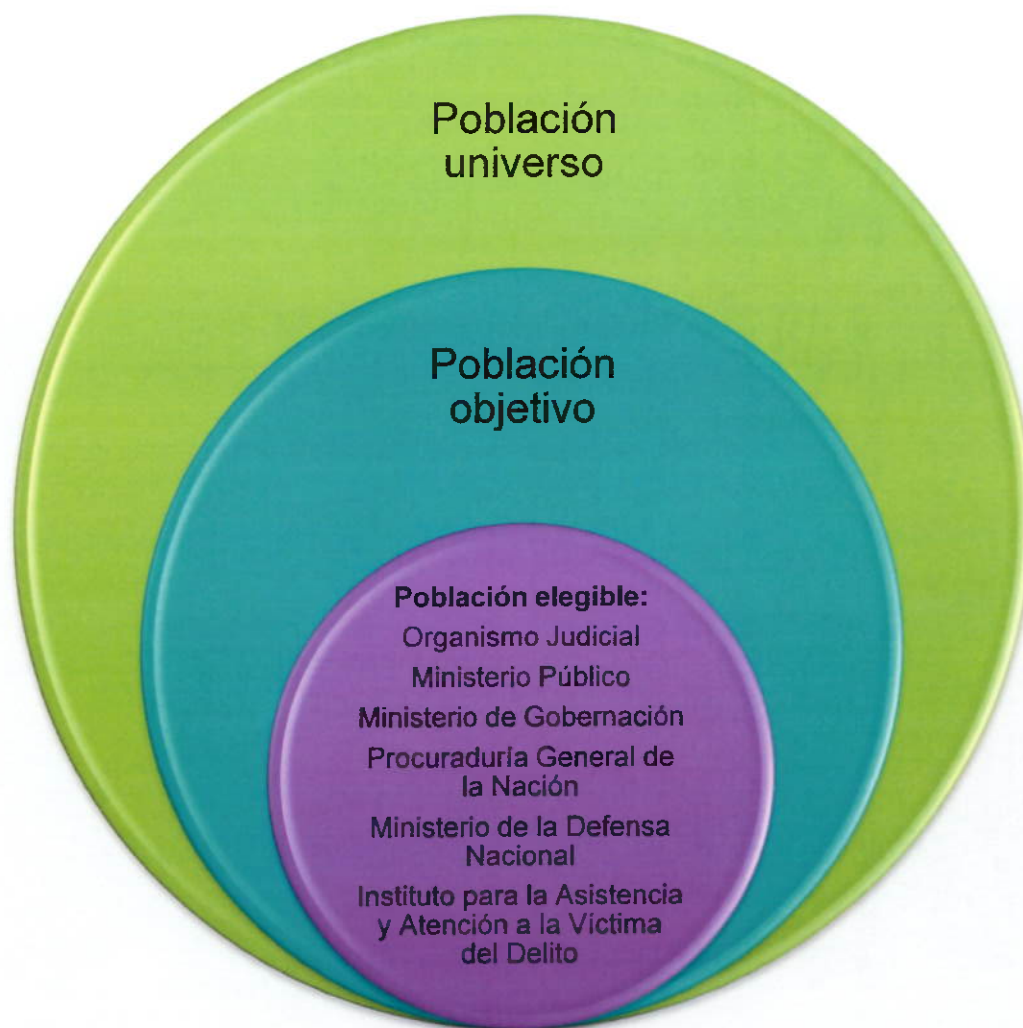 Población
universo
Población
objetivo
Población elegible:
Organismo Judicial
Ministerio Público
Ministerio de Gobernación
Procuraduría General de
la Nación
Ministerio de la Defensa
Nacional
Instituto para la Asistencia
y Atención a la Víctima
del Delito